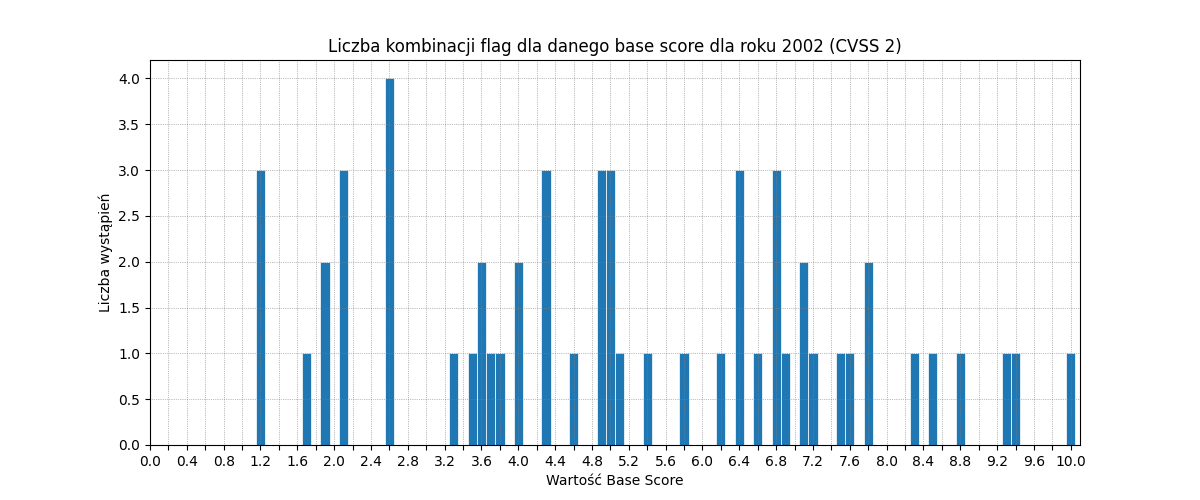 Liczba kombinacji flag dla danego base score dla roku 2002 (CVSS 2)
Liczba wystąpień
4.0
3.5
3.0
2.5
2.0
1.5
1.0
0.5
0.0
0.0 0.4 0.8 1.2 1.6 2.0 2.4 2.8 3.2 3.6 4.0 4.4 4.8 5.2 5.6 6.0 6.4 6.8 7.2 7.6 8.0 8.4 8.8 9.2 9.6 10.0
Wartość Base Score